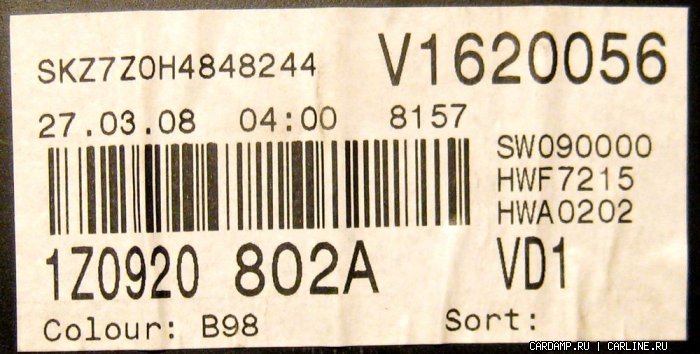 SKZ7Z0H4848244 V1620056
27.03.08 04:00 8157
SW090000
HWF7215
HWA0202
1Z0920 802A VD1
Colour: B98 Sort:
CARDAMP.RU | CARLINE.RU